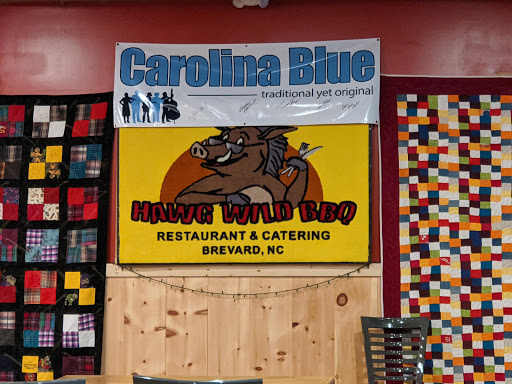 Carolina Blue
traditional yet original
HAWG WILD BBQ
RESTAURANT & CATERING
BREVARD, NC